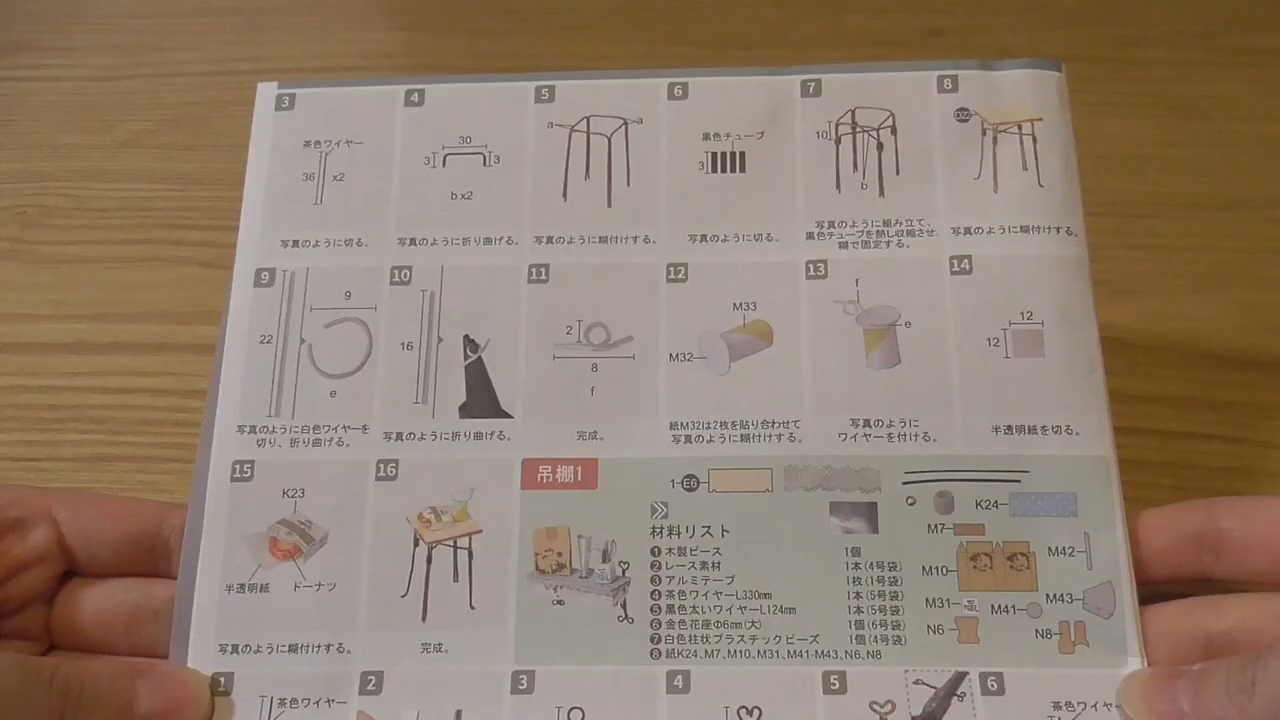 3
茶色ワイヤー
36
x2
写真のように切る。
4
30
3
3
b x2
写真のように折り曲げる。
5
a
a
写真のように糊付けする。
6
黒色チューブ
3
写真のように切る。
7
10
b
写真のように組み立て、
黒色チューブを熱し収縮させ、
糊で固定する。
8
写真のように糊付けする。
9
22
9
e
写真のように白色ワイヤーを
切り、折り曲げる。
10
16
写真のように折り曲げる。
11
2
8
f
完成。
12
M33
M32
紙M32は2枚を貼り合わせて
写真のように糊付けする。
13
f
e
写真のように
ワイヤーを付ける。
14
12
12
半透明紙を切る。
15
K23
半透明紙
ドーナツ
写真のように糊付けする。
16
完成。
吊棚1
1-E6
K24
M7
M10
M42
M31
M41
M43
N6
N8
材料リスト
1 木製ピース 1個
2 レース素材 1本(4号袋)
3 アルミテープ 1枚(1号袋)
4 茶色ワイヤーL330mm 1本(5号袋)
5 黒色太いワイヤーL124mm 1本(5号袋)
6 金色花座Φ6mm(大) 1個(6号袋)
7 白色柱状プラスチックビーズ 1個(4号袋)
8 紙K24、M7、M10、M31、M41-M43、N6、N8
1
茶色ワイヤー
2
3
4
5
6
茶色ワイヤー